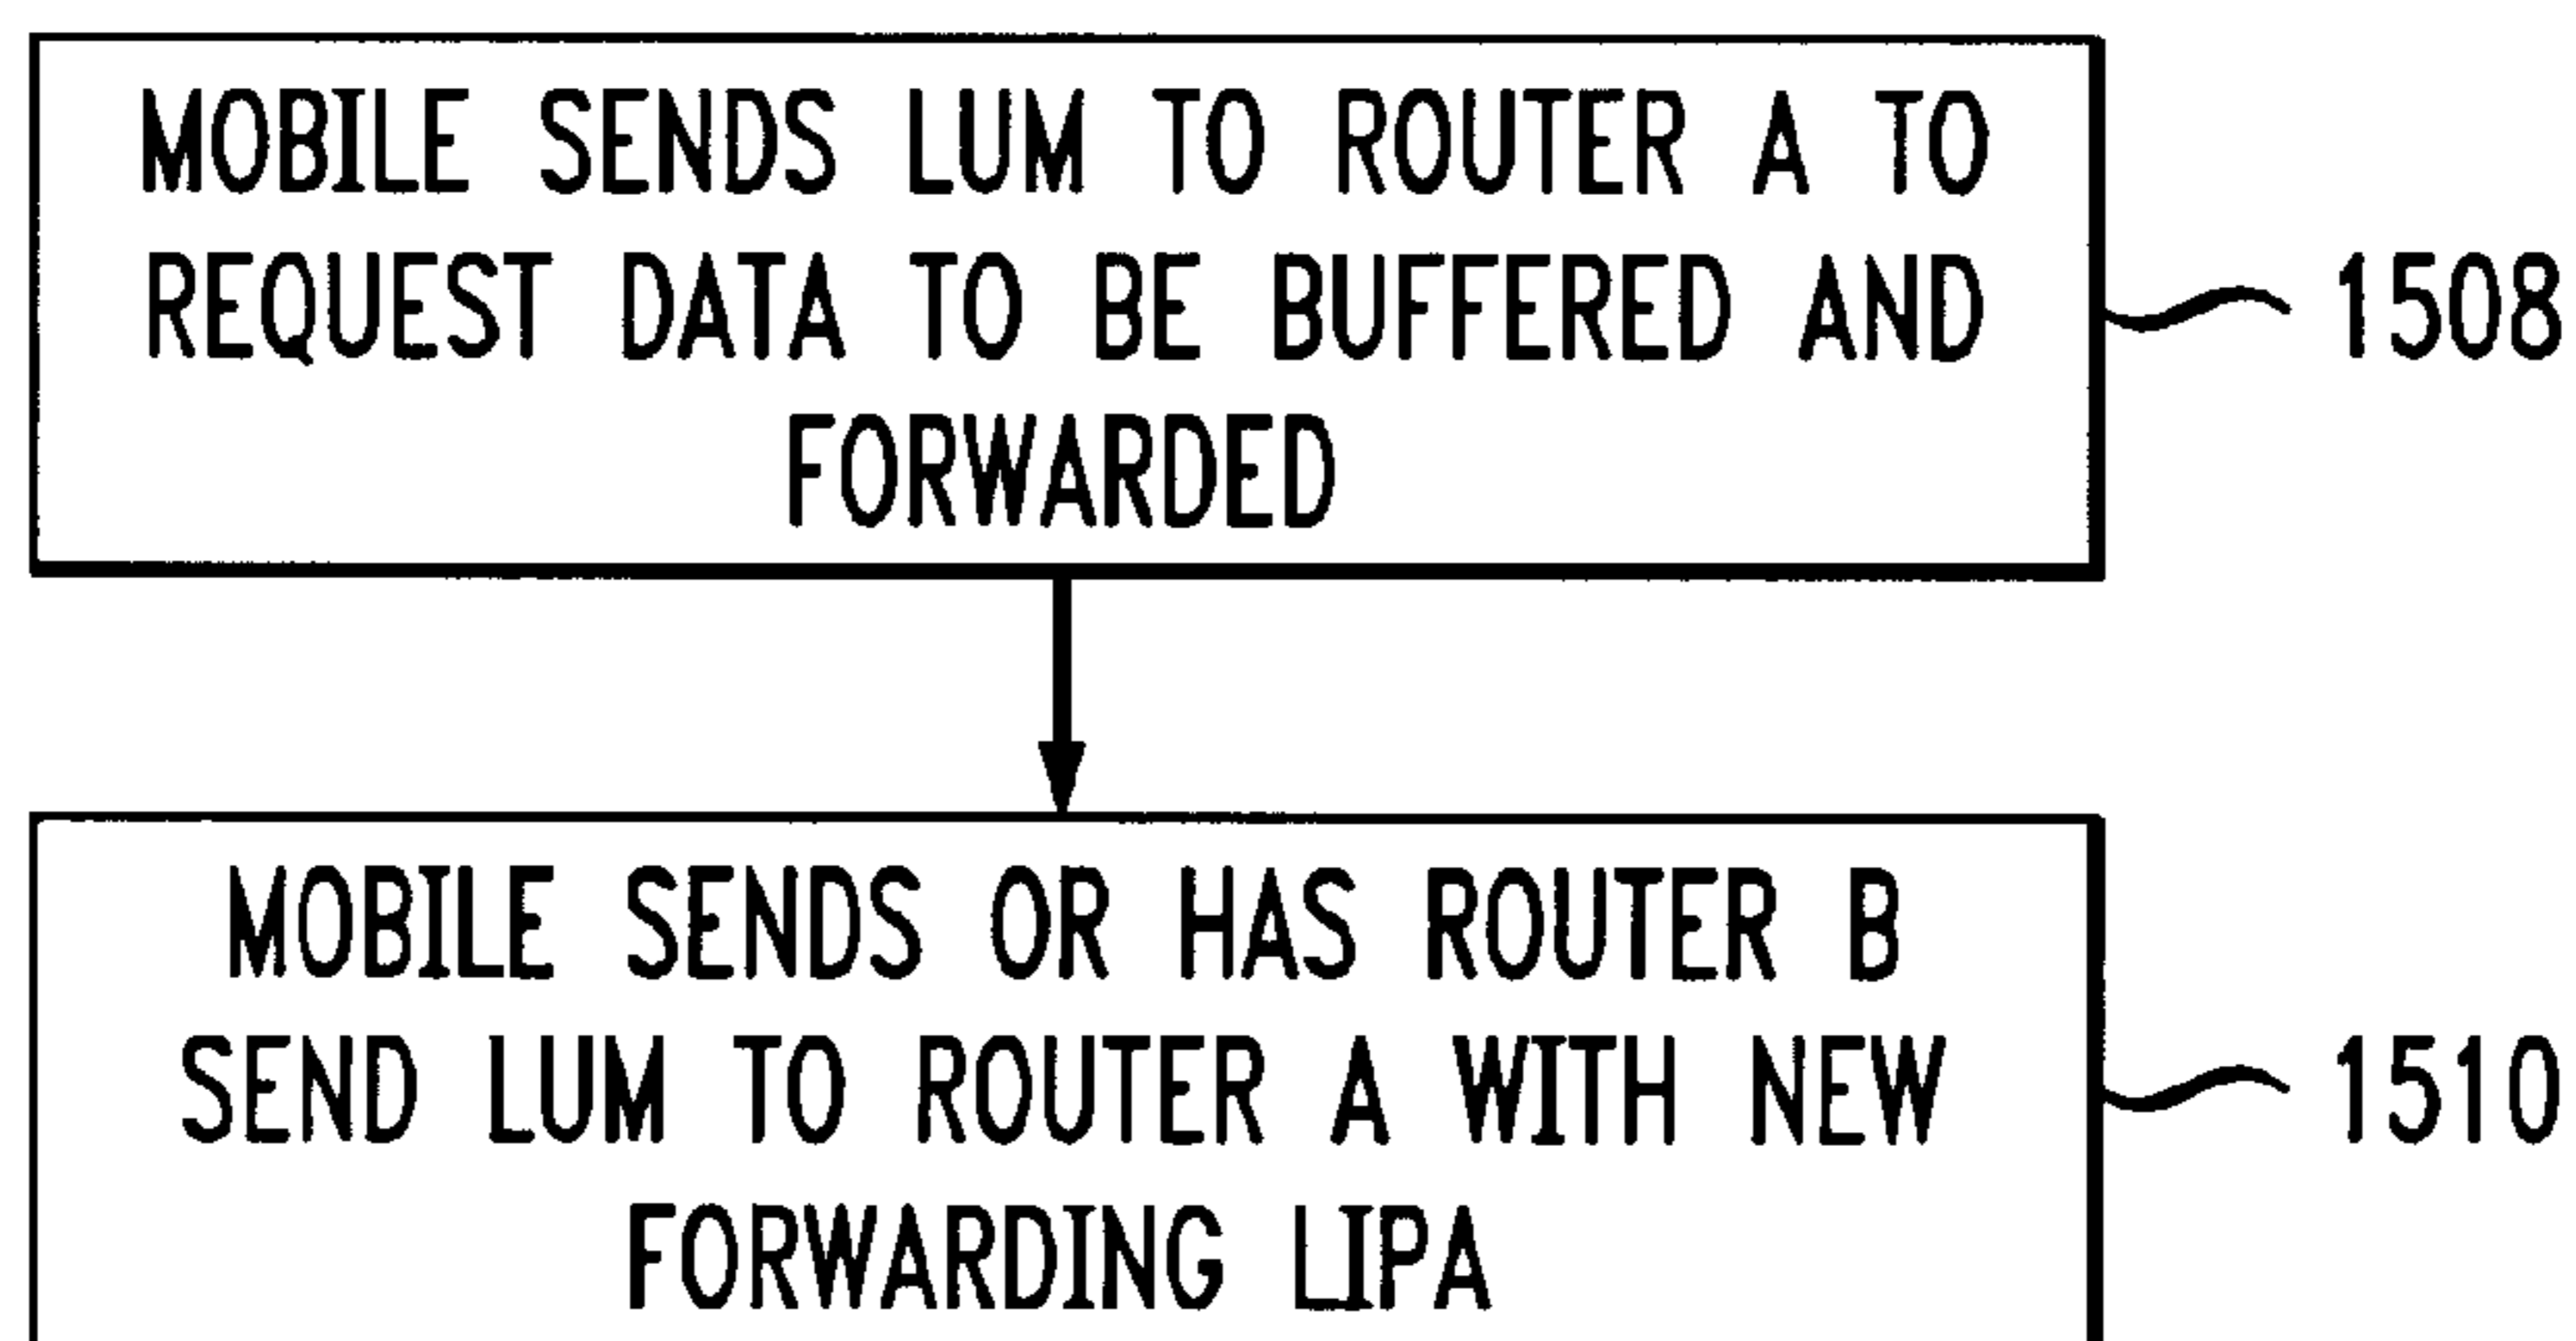 MOBILE SENDS LUM TO ROUTER A TO
REQUEST DATA TO BE BUFFERED AND
FORWARDED
1508
MOBILE SENDS OR HAS ROUTER B
SEND LUM TO ROUTER A WITH NEW
FORWARDING LIPA
1510